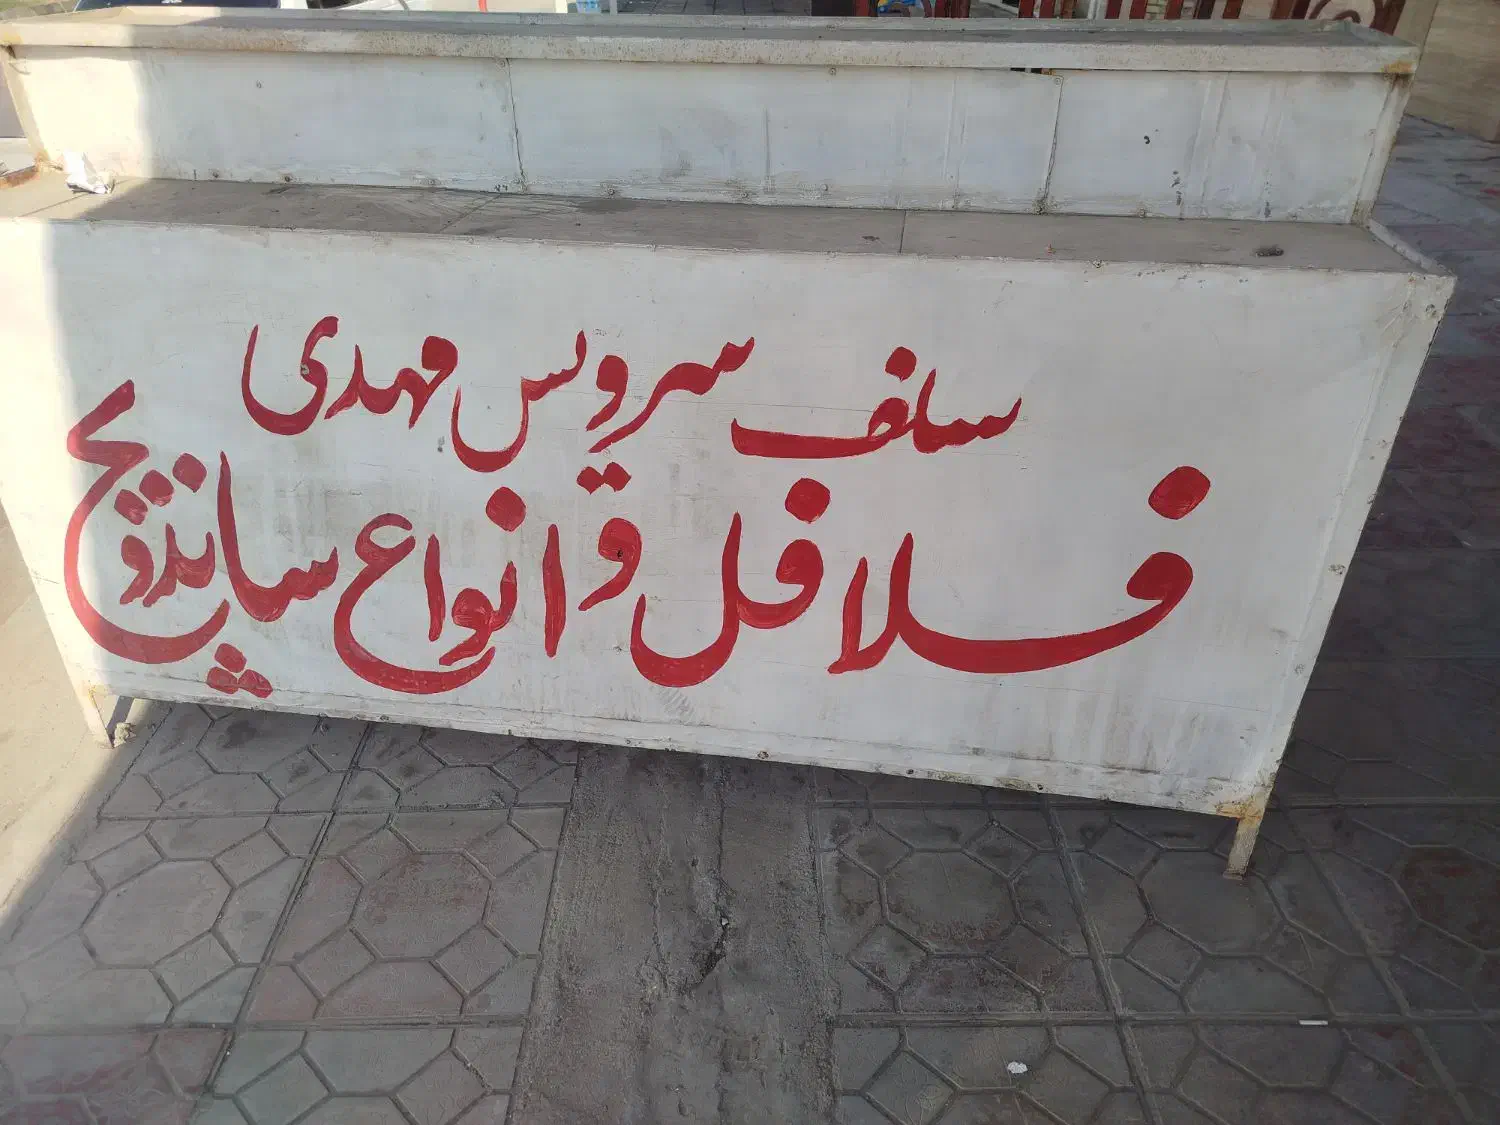 سلف سرویس مهدی
فلافل و انواع ساندویچ